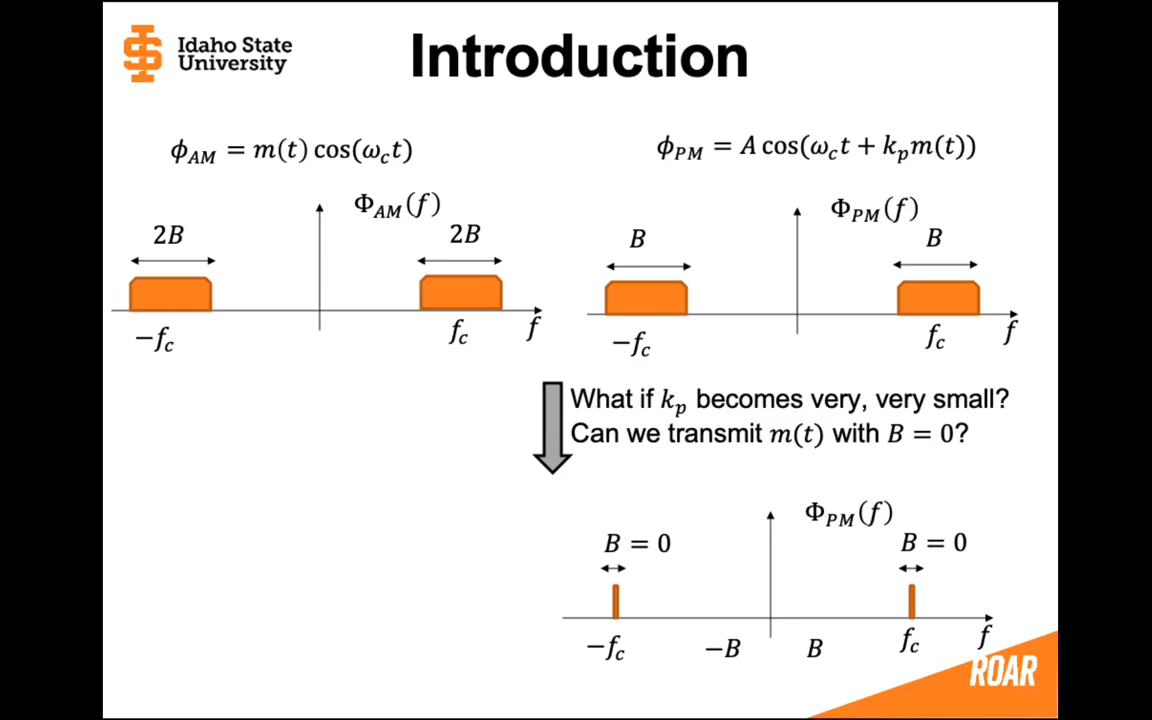 Idaho State
University
Introduction
ϕ_AM = m(t) cos(ω_c t)
ϕ_PM = A cos(ω_c t + k_p m(t))
Φ_AM(f)
2B
2B
−f_c
f_c
f
Φ_PM(f)
B
B
−f_c
f_c
f
What if k_p becomes very, very small?
Can we transmit m(t) with B = 0?
Φ_PM(f)
B = 0
B = 0
−f_c
−B
B
f_c
f
ROAR